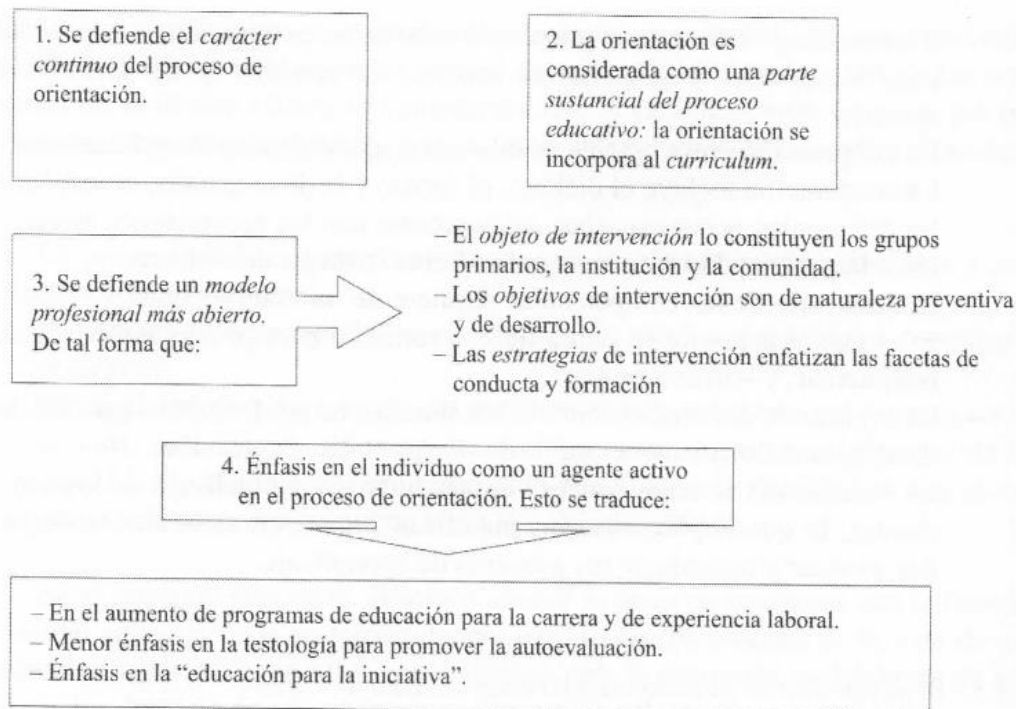 1. Se defiende el carácter
continuo del proceso de
orientación.
2. La orientación es
considerada como una parte
sustancial del proceso
educativo: la orientación se
incorpora al curriculum.
3. Se defiende un modelo
profesional más abierto.
De tal forma que:
– El objeto de intervención lo constituyen los grupos
primarios, la institución y la comunidad.
– Los objetivos de intervención son de naturaleza preventiva
y de desarrollo.
– Las estrategias de intervención enfatizan las facetas de
conducta y formación
4. Énfasis en el individuo como un agente activo
en el proceso de orientación. Esto se traduce:
– En el aumento de programas de educación para la carrera y de experiencia laboral.
– Menor énfasis en la testología para promover la autoevaluación.
– Énfasis en la “educación para la iniciativa”.